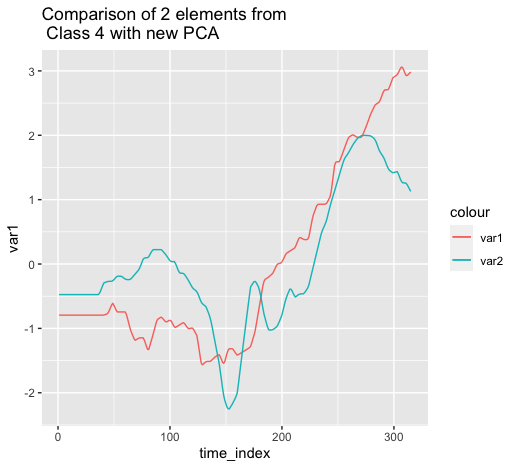 Comparison of 2 elements from
Class 4 with new PCA
3
2
1
0
-1
-2
var1
0
100
200
300
time_index
colour
var1
var2